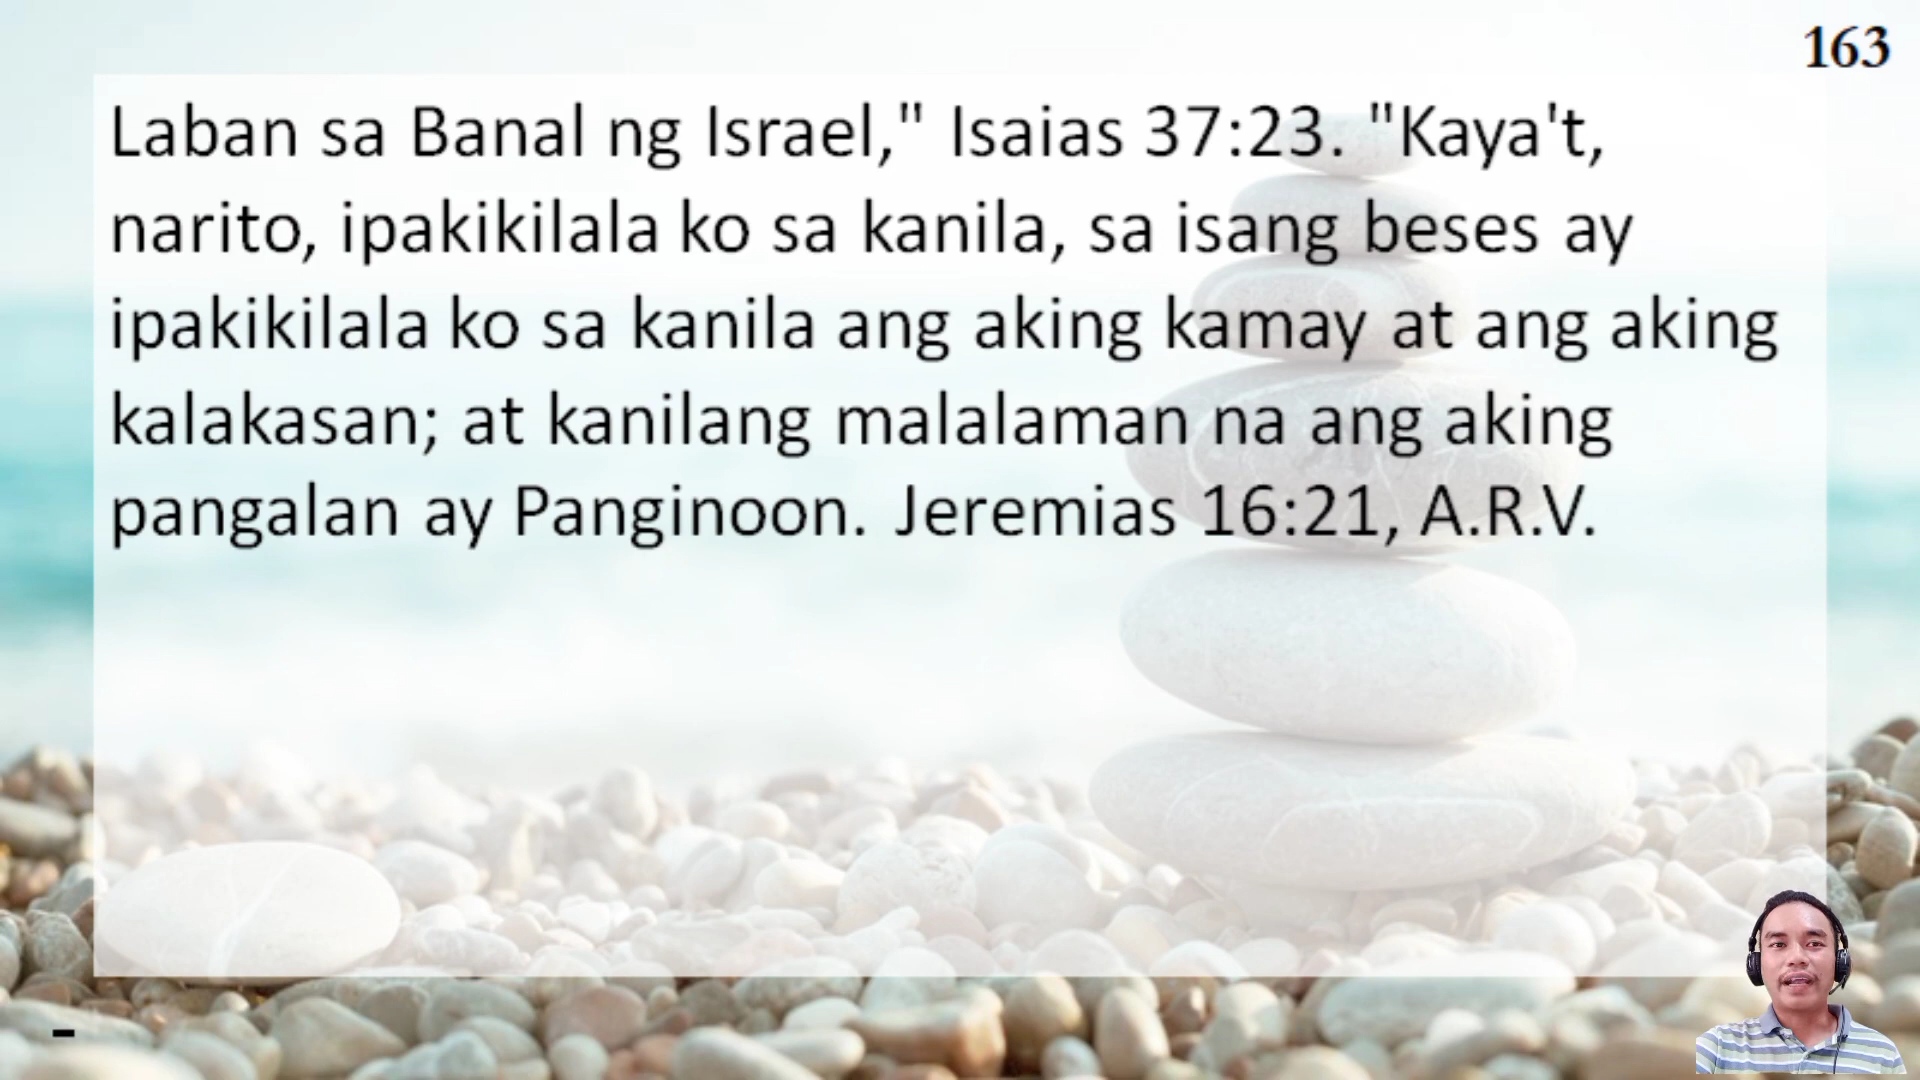 163
Laban sa Banal ng Israel," Isaias 37:23. "Kaya't,
narito, ipakikilala ko sa kanila, sa isang beses ay
ipakikilala ko sa kanila ang aking kamay at ang aking
kalakasan; at kanilang malalaman na ang aking
pangalan ay Panginoon. Jeremias 16:21, A.R.V.
-